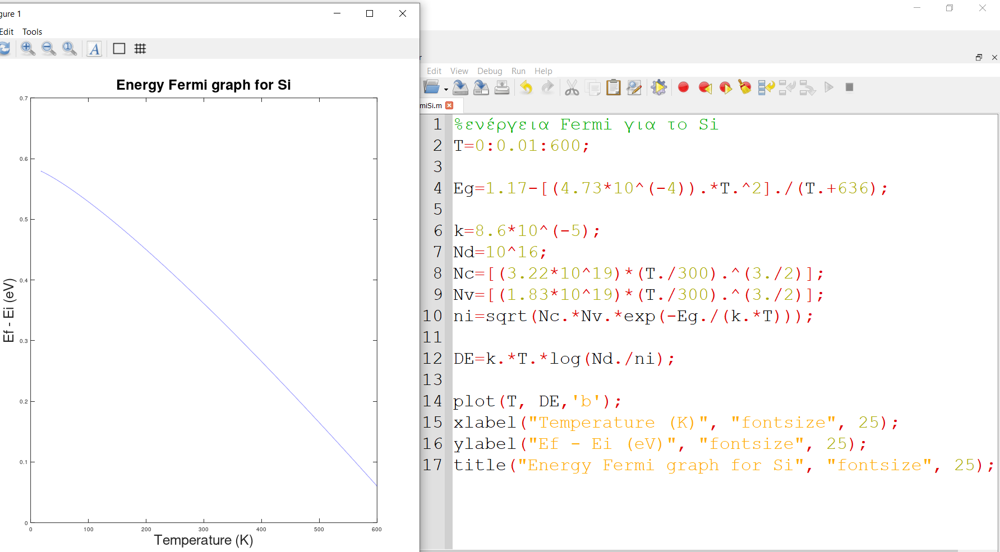 gure 1
Edit Tools
Energy Fermi graph for Si
0.7
0.6
0.5
0.4
0.3
0.2
0.1
0
Ef - Ei (eV)
0 100 200 300 400 500 600
Temperature (K)
r
Edit View Debug Run Help
miSi.m
1 %ενέργεια Fermi για το Si
2 T=0:0.01:600;
3
4 Eg=1.17-[(4.73*10^(-4)).*T.^2]./(T.+636);
5
6 k=8.6*10^(-5);
7 Nd=10^16;
8 Nc=[(3.22*10^19)*(T./300).^(3./2)];
9 Nv=[(1.83*10^19)*(T./300).^(3./2)];
10 ni=sqrt(Nc.*Nv.*exp(-Eg./(k.*T)));
11
12 DE=k.*T.*log(Nd./ni);
13
14 plot(T, DE,'b');
15 xlabel("Temperature (K)", "fontsize", 25);
16 ylabel("Ef - Ei (eV)", "fontsize", 25);
17 title("Energy Fermi graph for Si", "fontsize", 25);